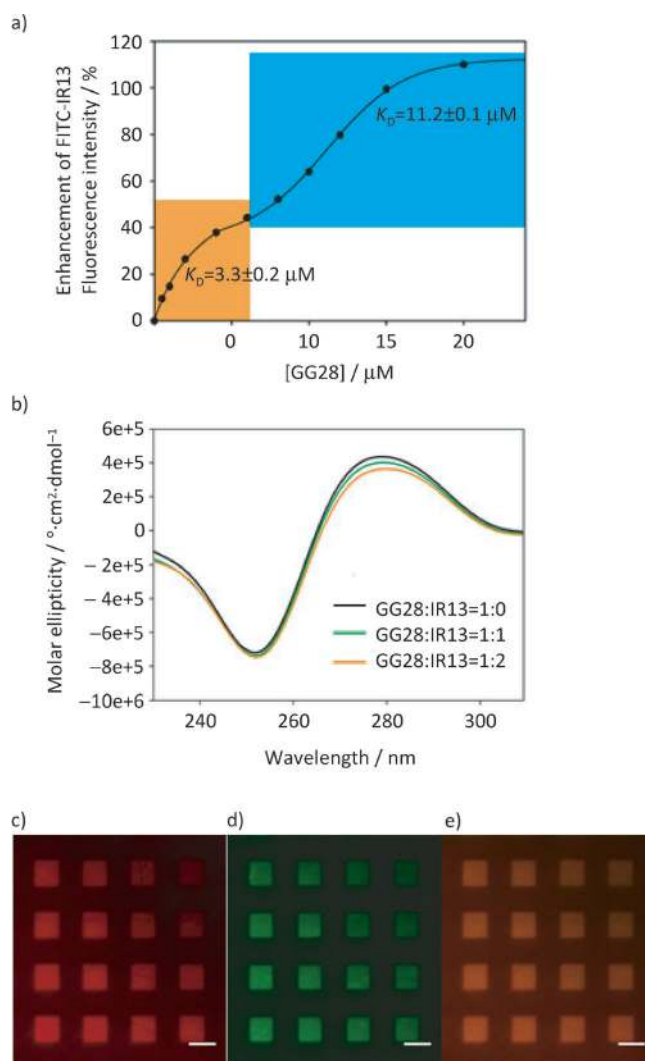 a)
120
100
80
60
40
20
0
Enhancement of FITC-IR13
Fluorescence intensity / %
K_D=11.2±0.1 μM
K_D=3.3±0.2 μM
0 10 15 20
[GG28] / μM
b)
6e+5
4e+5
2e+5
0
−2e+5
−4e+5
−6e+5
−8e+5
−10e+6
Molar ellipticity / °·cm²·dmol⁻¹
GG28:IR13=1:0
GG28:IR13=1:1
GG28:IR13=1:2
240 260 280 300
Wavelength / nm
c) d) e)